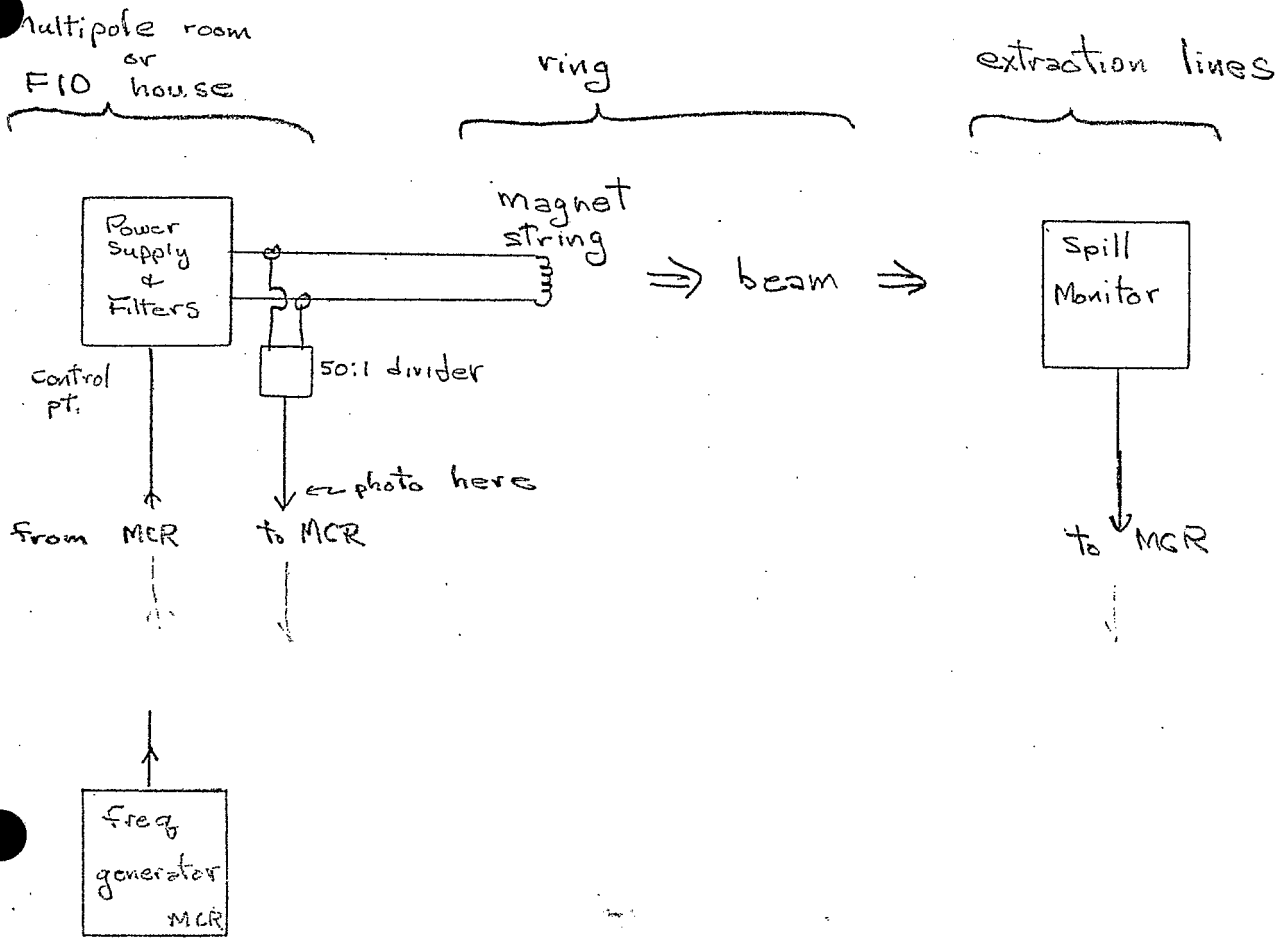 Multipole room
or
F10 house
ring
extraction lines
Power
Supply
&
Filters
magnet
string
⇒ beam ⇒
Spill
Monitor
50:1 divider
control
pt.
← photo here
from MCR
to MCR
to MCR
freq
generator
MCR